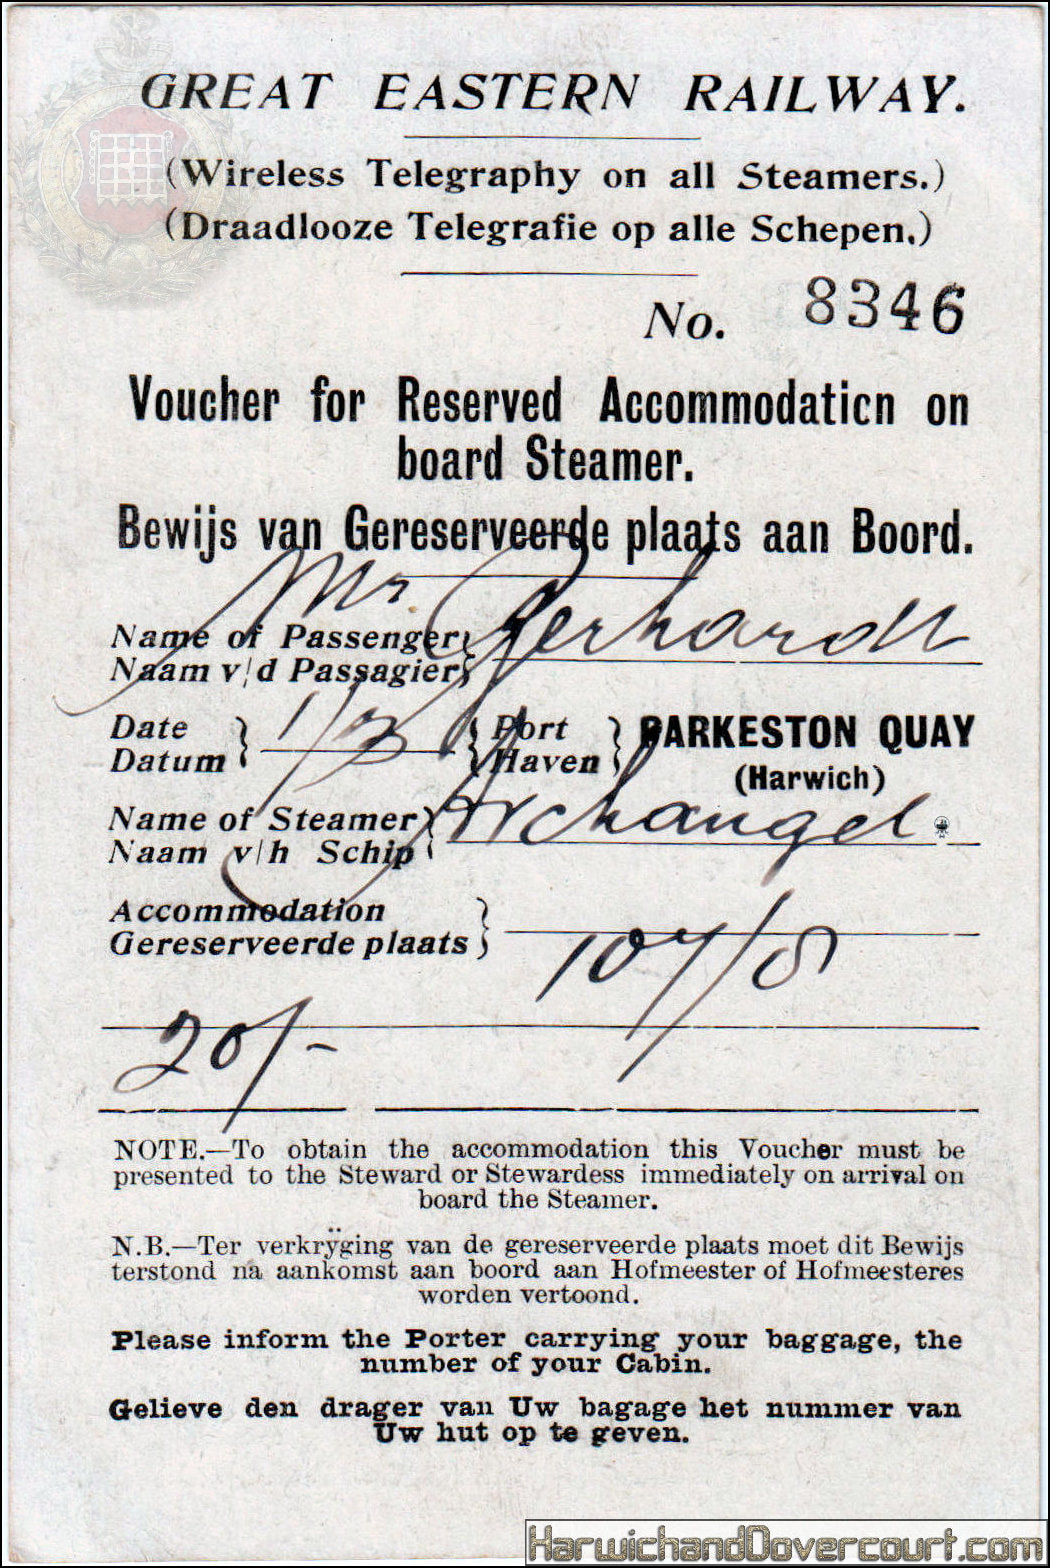 GREAT EASTERN RAILWAY.
(Wireless Telegraphy on all Steamers.)
(Draadlooze Telegrafie op alle Schepen.)
No. 8346
Voucher for Reserved Accommodaticn on
board Steamer.
Bewijs van Gereserveerde plaats aan Boord.
Mr Gerhardt
Name of Passenger
Naam v/d Passagier
Date 1/3 Port PARKESTON QUAY
Datum Haven (Harwich)
Name of Steamer Archangel
Naam v/h Schip
Accommodation
Gereserveerde plaats 107/8
20/-
NOTE.—To obtain the accommodation this Voucher must be
presented to the Steward or Stewardess immediately on arrival on
board the Steamer.
N.B.—Ter verkrÿging van de gereserveerde plaats moet dit Bewijs
terstond na aankomst aan boord aan Hofmeester of Hofmeesteres
worden vertoond.
Please inform the Porter carrying your baggage, the
number of your Cabin.
Gelieve den drager van Uw bagage het nummer van
Uw hut op te geven.
HarwichandDovercourt.com